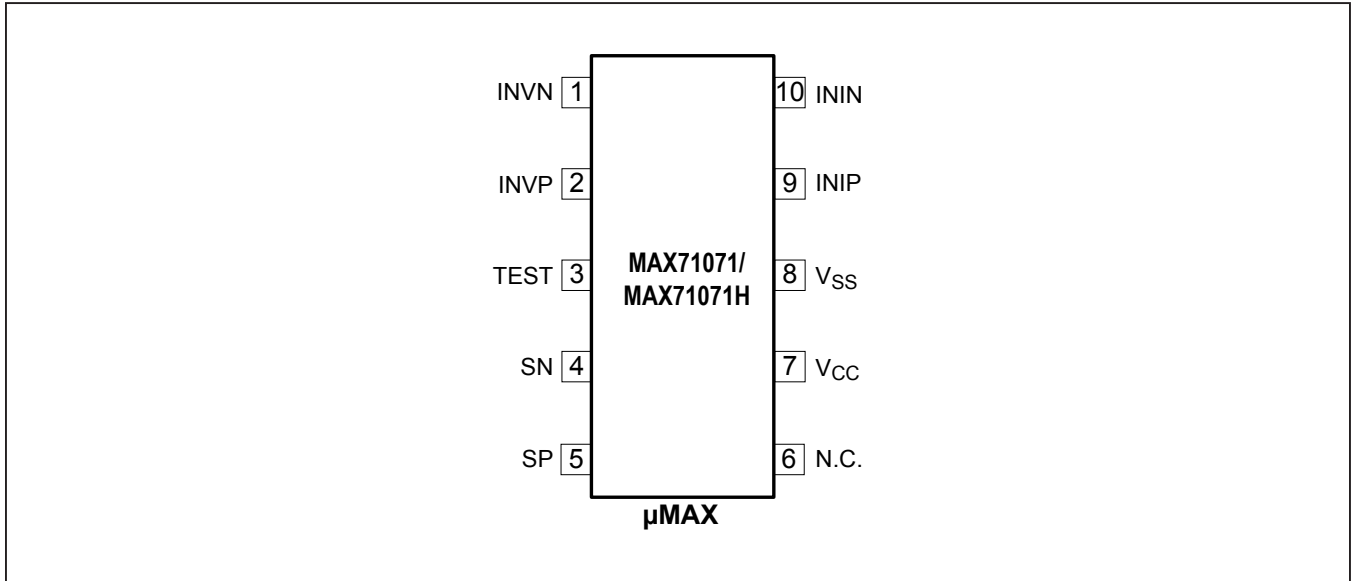 INVN 1
10 ININ
INVP 2
9 INIP
TEST 3
MAX71071/
MAX71071H
8 VSS
SN 4
7 VCC
SP 5
6 N.C.
µMAX